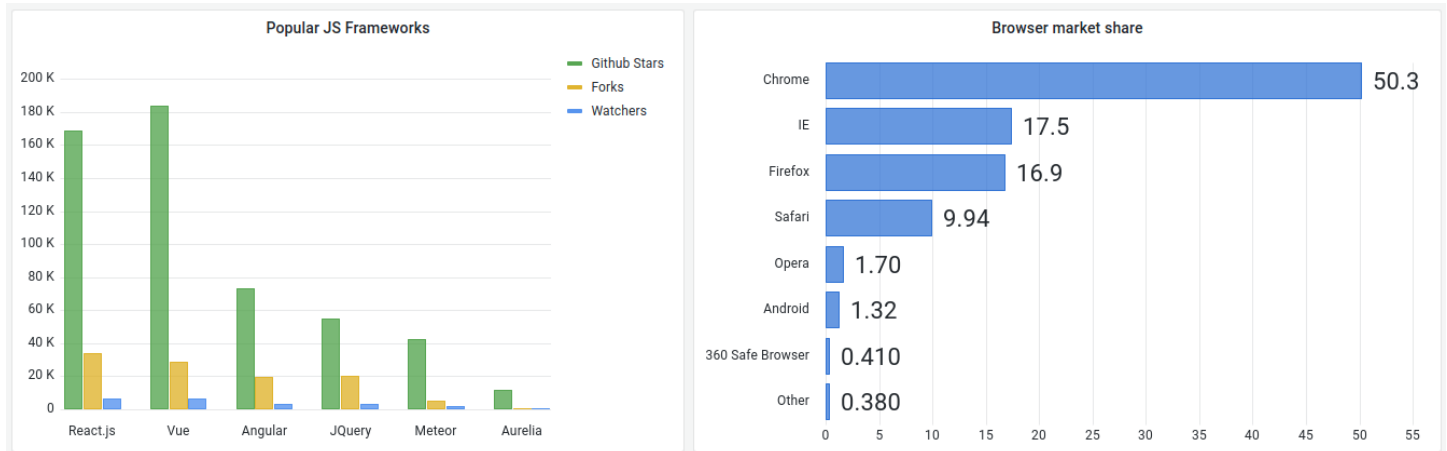 Popular JS Frameworks
Github Stars
Forks
Watchers
200 K
180 K
160 K
140 K
120 K
100 K
80 K
60 K
40 K
20 K
0
React.js Vue Angular JQuery Meteor Aurelia
Browser market share
Chrome 50.3
IE 17.5
Firefox 16.9
Safari 9.94
Opera 1.70
Android 1.32
360 Safe Browser 0.410
Other 0.380
0 5 10 15 20 25 30 35 40 45 50 55